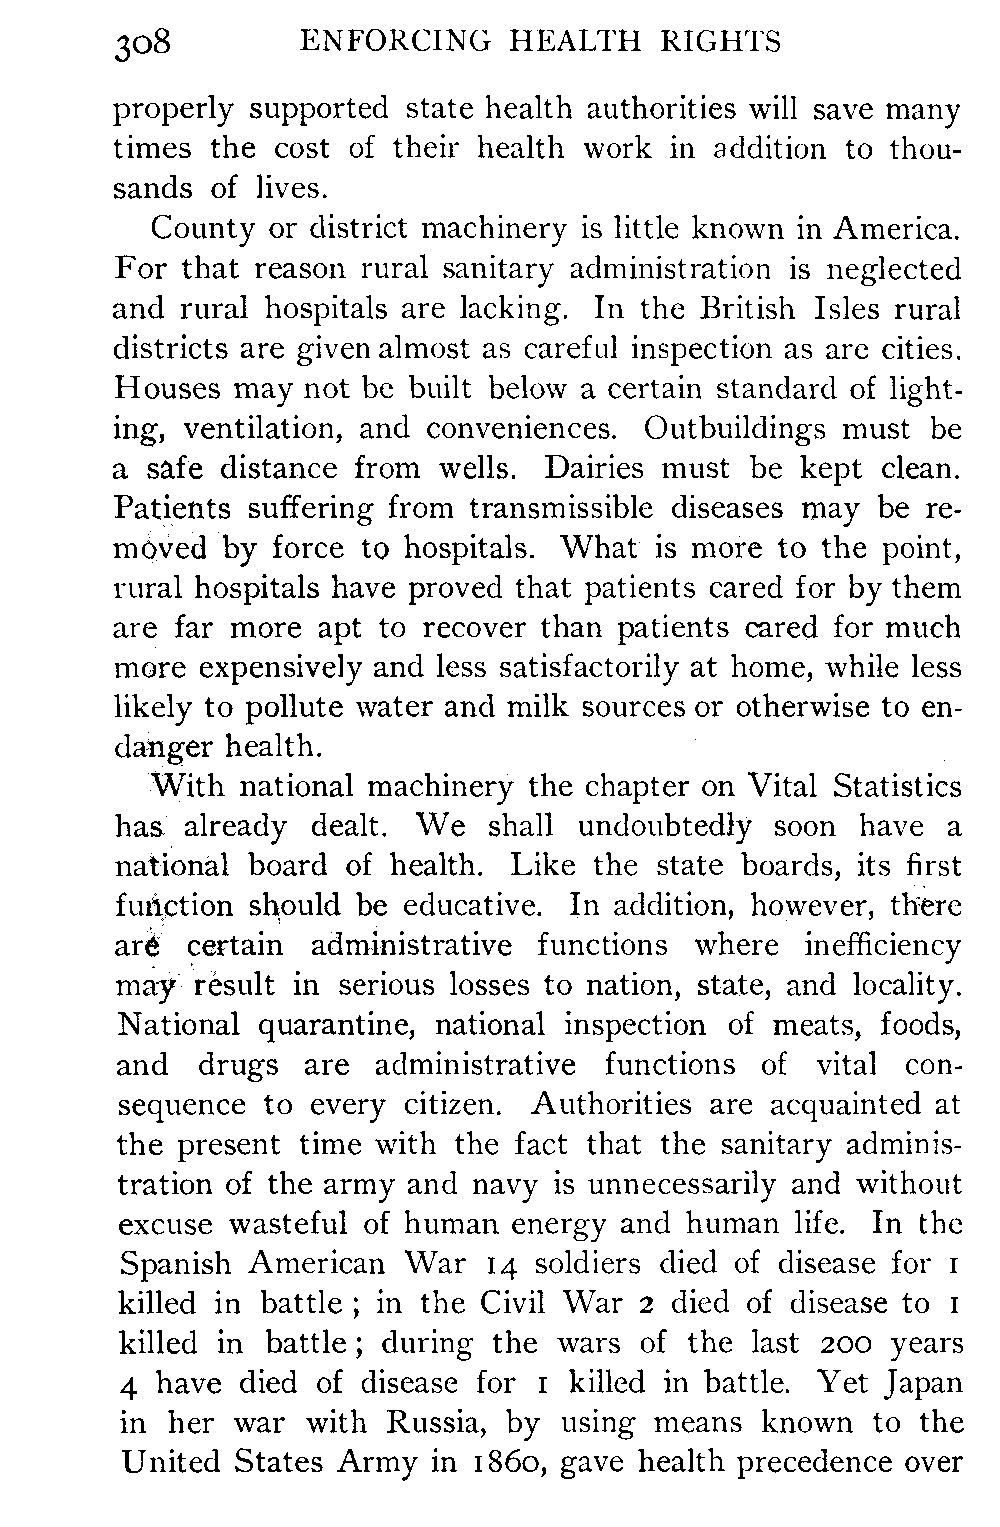 308 ENFORCING HEALTH RIGHTS
properly supported state health authorities will save many
times the cost of their health work in addition to thou-
sands of lives.
County or district machinery is little known in America.
For that reason rural sanitary administration is neglected
and rural hospitals are lacking. In the British Isles rural
districts are given almost as careful inspection as are cities.
Houses may not be built below a certain standard of light-
ing, ventilation, and conveniences. Outbuildings must be
a safe distance from wells. Dairies must be kept clean.
Patients suffering from transmissible diseases may be re-
moved by force to hospitals. What is more to the point,
rural hospitals have proved that patients cared for by them
are far more apt to recover than patients cared for much
more expensively and less satisfactorily at home, while less
likely to pollute water and milk sources or otherwise to en-
danger health.
With national machinery the chapter on Vital Statistics
has already dealt. We shall undoubtedly soon have a
national board of health. Like the state boards, its first
function should be educative. In addition, however, there
are certain administrative functions where inefficiency
may result in serious losses to nation, state, and locality.
National quarantine, national inspection of meats, foods,
and drugs are administrative functions of vital con-
sequence to every citizen. Authorities are acquainted at
the present time with the fact that the sanitary adminis-
tration of the army and navy is unnecessarily and without
excuse wasteful of human energy and human life. In the
Spanish American War 14 soldiers died of disease for 1
killed in battle; in the Civil War 2 died of disease to 1
killed in battle; during the wars of the last 200 years
4 have died of disease for 1 killed in battle. Yet Japan
in her war with Russia, by using means known to the
United States Army in 1860, gave health precedence over